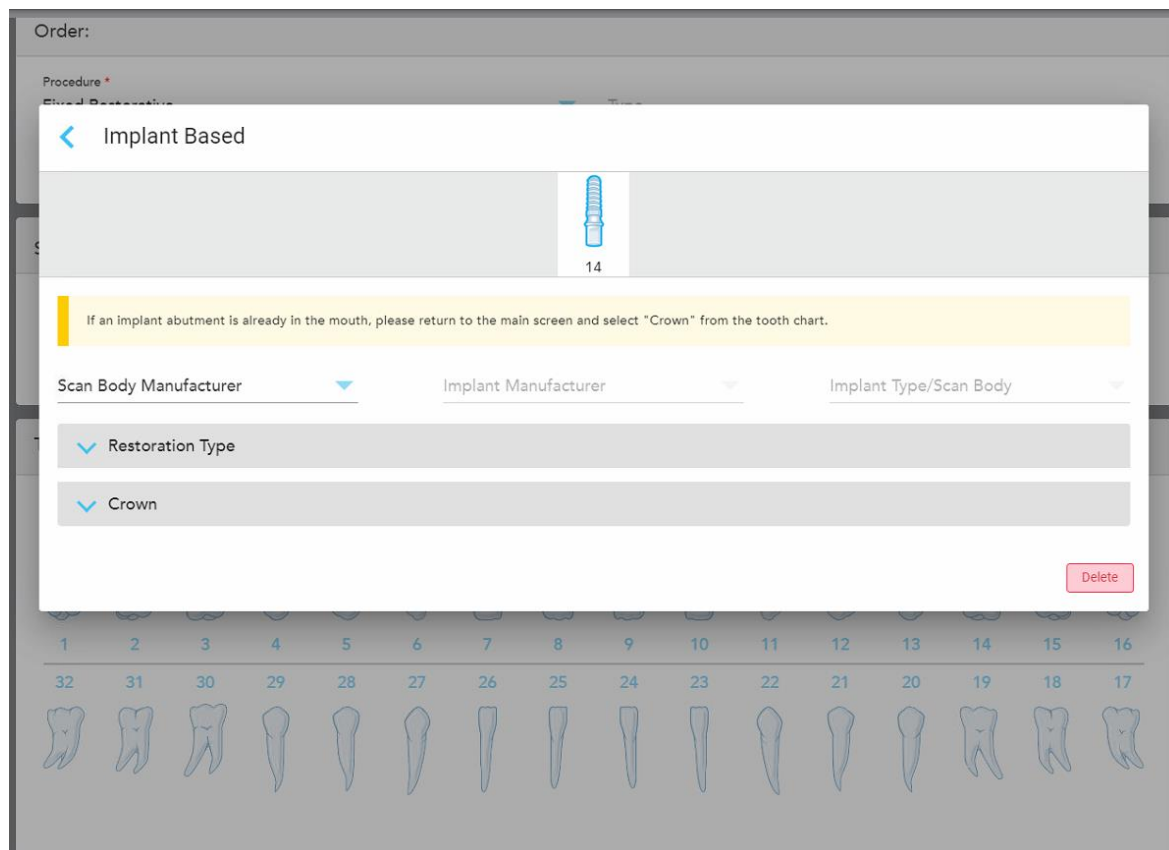 Order:
Procedure *
Fixed Restorative
Type
Implant Based
14
If an implant abutment is already in the mouth, please return to the main screen and select "Crown" from the tooth chart.
Scan Body Manufacturer
Implant Manufacturer
Implant Type/Scan Body
Restoration Type
Crown
Delete
1 2 3 4 5 6 7 8 9 10 11 12 13 14 15 16
32 31 30 29 28 27 26 25 24 23 22 21 20 19 18 17